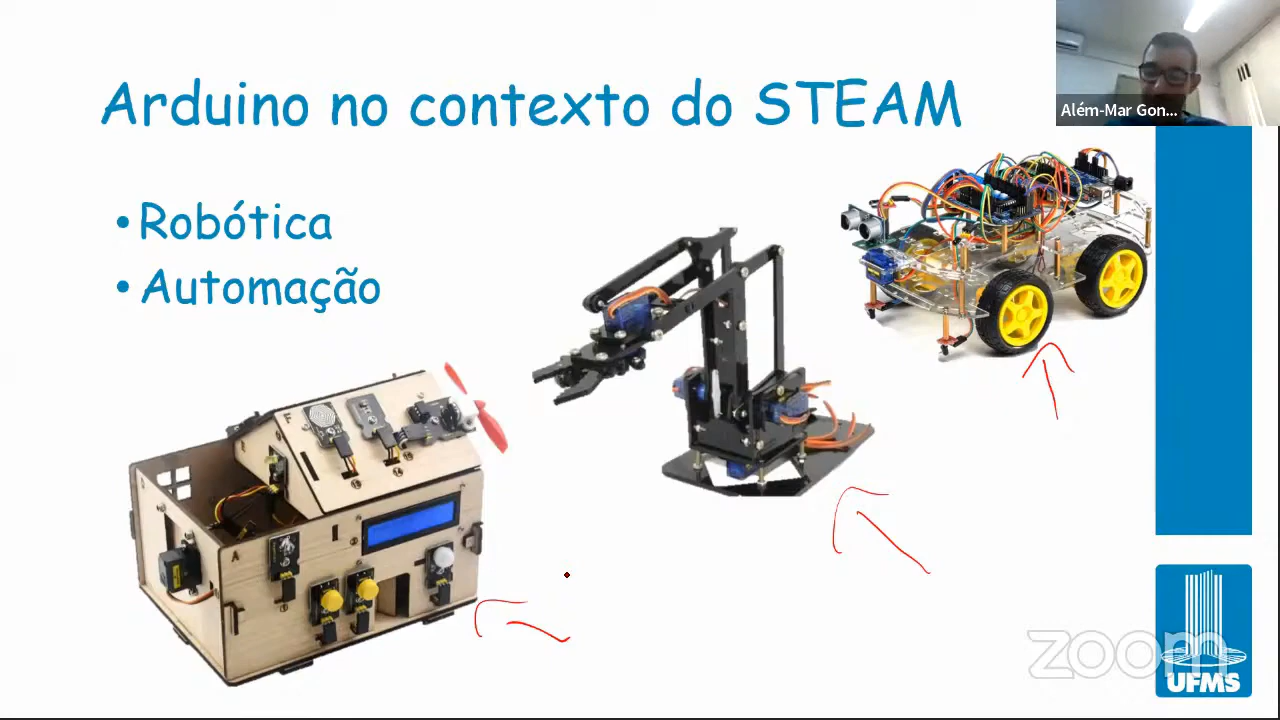 Arduino no contexto do STEAM
Além-Mar Gon...
• Robótica
• Automação
A
zoom
UFMS